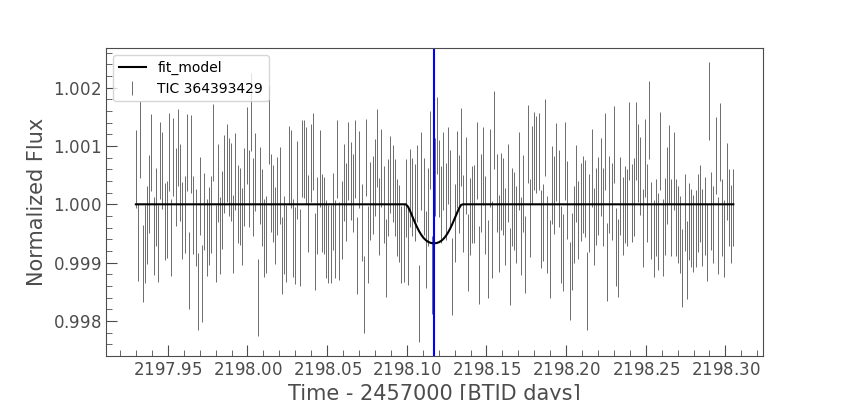 fit_model
TIC 364393429
1.002
1.001
1.000
0.999
0.998
Normalized Flux
2197.95 2198.00 2198.05 2198.10 2198.15 2198.20 2198.25 2198.30
Time - 2457000 [BTJD days]